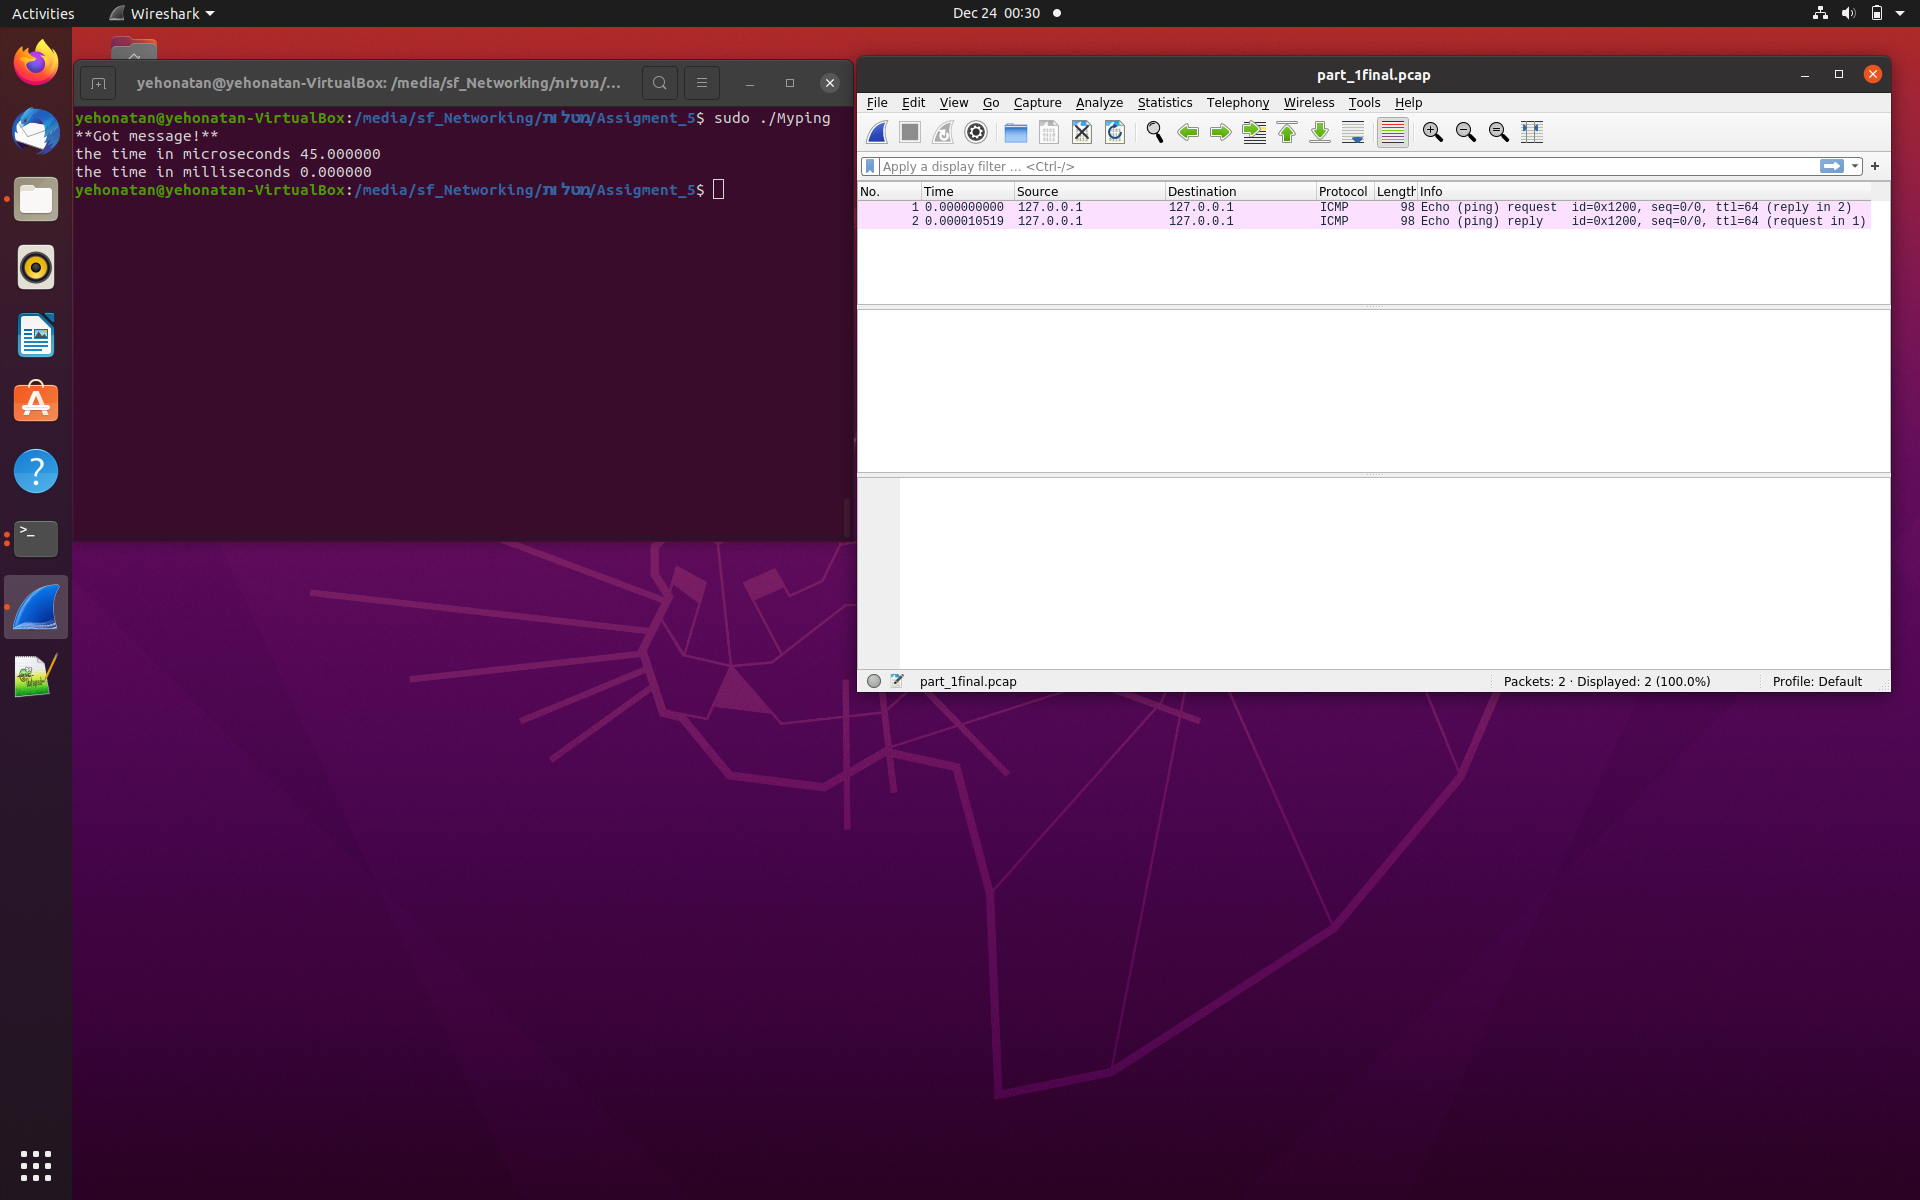 Activities
Wireshark
Dec 24 00:30
yehonatan@yehonatan-VirtualBox: /media/sf_Networking/מטלות/...
yehonatan@yehonatan-VirtualBox:/media/sf_Networking/מטלות/Assigment_5$ sudo ./Myping
**Got message!**
the time in microseconds 45.000000
the time in milliseconds 0.000000
yehonatan@yehonatan-VirtualBox:/media/sf_Networking/מטלות/Assigment_5$
part_1final.pcap
File Edit View Go Capture Analyze Statistics Telephony Wireless Tools Help
Apply a display filter ... <Ctrl-/>
No. Time Source Destination Protocol Length Info
1 0.000000000 127.0.0.1 127.0.0.1 ICMP 98 Echo (ping) request id=0x1200, seq=0/0, ttl=64 (reply in 2)
2 0.000010519 127.0.0.1 127.0.0.1 ICMP 98 Echo (ping) reply id=0x1200, seq=0/0, ttl=64 (request in 1)
part_1final.pcap
Packets: 2 · Displayed: 2 (100.0%)
Profile: Default